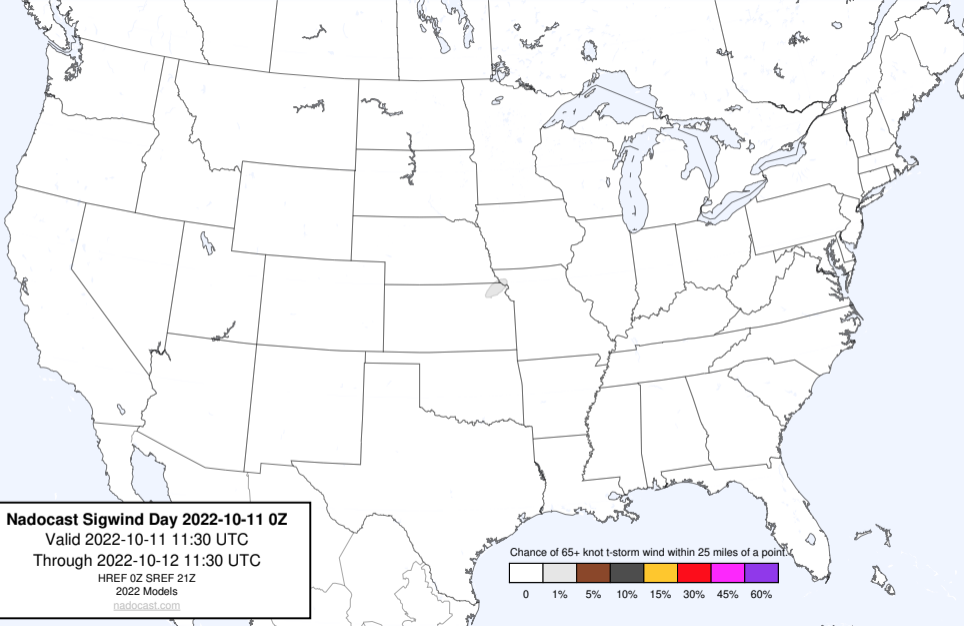 Nadocast Sigwind Day 2022-10-11 0Z
Valid 2022-10-11 11:30 UTC
Through 2022-10-12 11:30 UTC
HREF 0Z SREF 21Z
2022 Models
nadocast.com
Chance of 65+ knot t-storm wind within 25 miles of a point.
0 1% 5% 10% 15% 30% 45% 60%